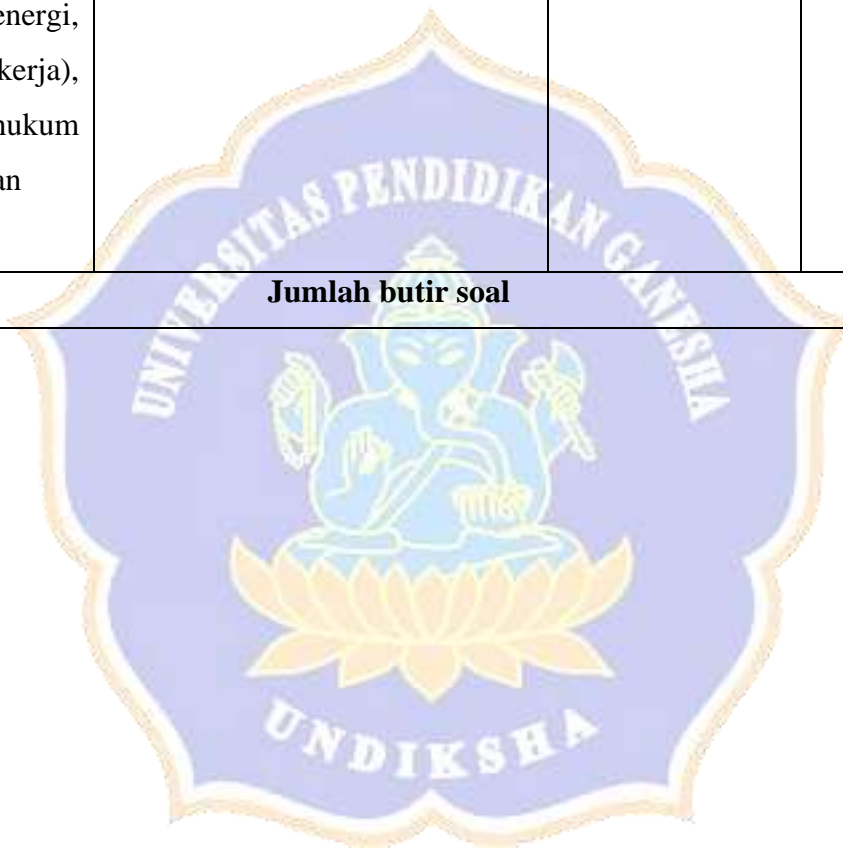 energi,
kerja),
hukum
an
Jumlah butir soal
UNIVERSITAS PENDIDIKAN GANESHA
UNDIKSHA